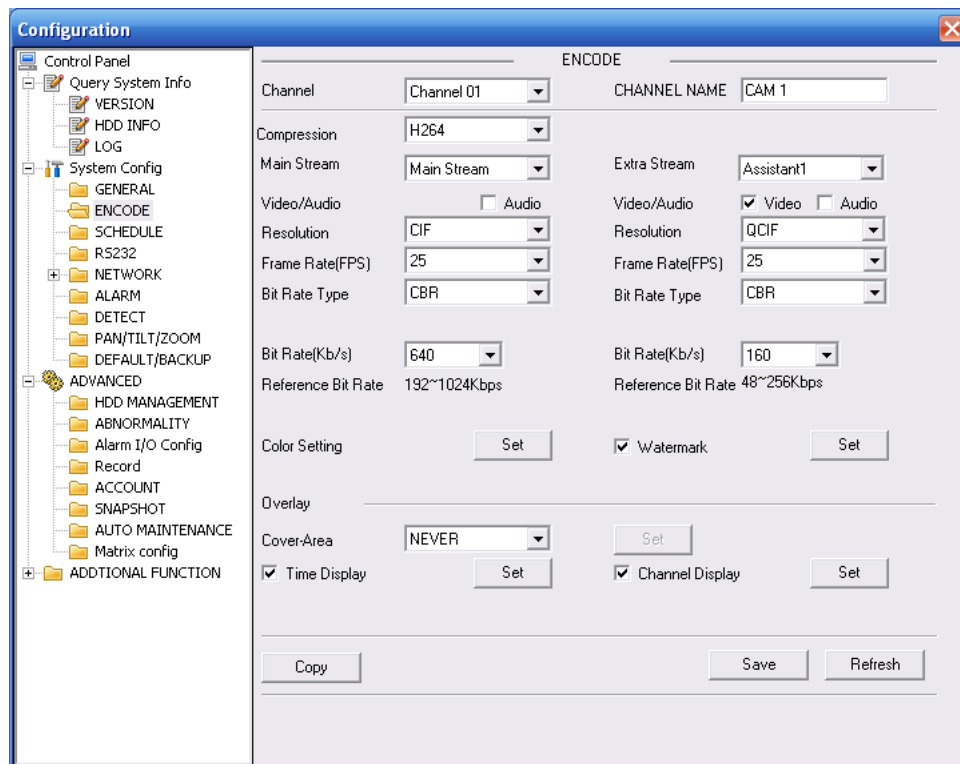 Configuration
Control Panel
Query System Info
VERSION
HDD INFO
LOG
System Config
GENERAL
ENCODE
SCHEDULE
RS232
NETWORK
ALARM
DETECT
PAN/TILT/ZOOM
DEFAULT/BACKUP
ADVANCED
HDD MANAGEMENT
ABNORMALITY
Alarm I/O Config
Record
ACCOUNT
SNAPSHOT
AUTO MAINTENANCE
Matrix config
ADDTIONAL FUNCTION
ENCODE
Channel Channel 01 CHANNEL NAME CAM 1
Compression H264
Main Stream Main Stream Extra Stream Assistant1
Video/Audio Audio Video/Audio Video Audio
Resolution CIF Resolution QCIF
Frame Rate(FPS) 25 Frame Rate(FPS) 25
Bit Rate Type CBR Bit Rate Type CBR
Bit Rate(Kb/s) 640 Bit Rate(Kb/s) 160
Reference Bit Rate 192~1024Kbps Reference Bit Rate 48~256Kbps
Color Setting Set Watermark Set
Overlay
Cover-Area NEVER Set
Time Display Set Channel Display Set
Copy Save Refresh